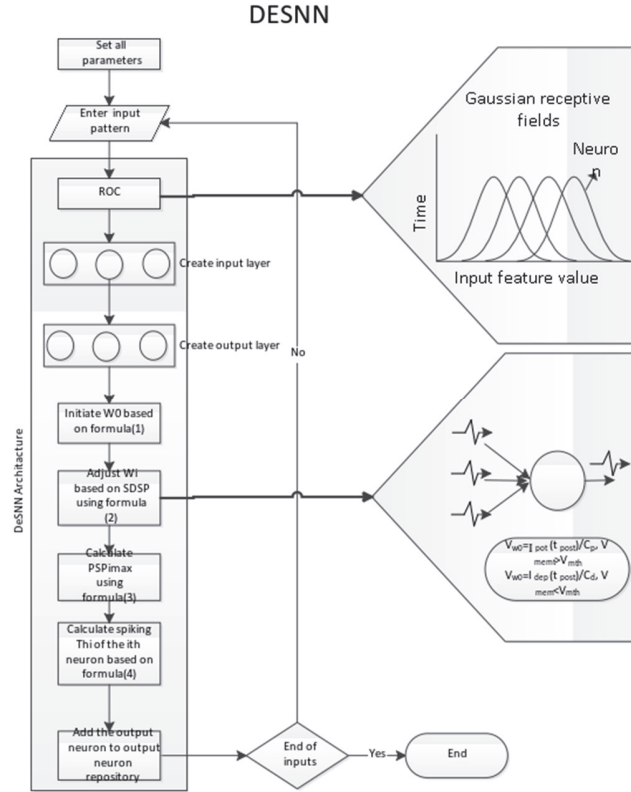 DESNN
Set all
parameters
Enter input
pattern
ROC
Create input layer
Create output layer
Initiate W0 based
on formula(1)
Adjust Wi
based on SDSP
using formula
(2)
Calculate
PSPimax
using
formula(3)
Calculate spiking
Thi of the ith
neuron based on
formula(4)
Add the output
neuron to output
neuron
repository
DeSNN Architacture
No
End of
inputs
Yes
End
Gaussian receptive
fields
Neuro
n
Time
Input feature value
Vw0=I pot(t post)/Cp, V
mem>Vmth
Vw0=I dep(t post)/Cd, V
mem<Vmth